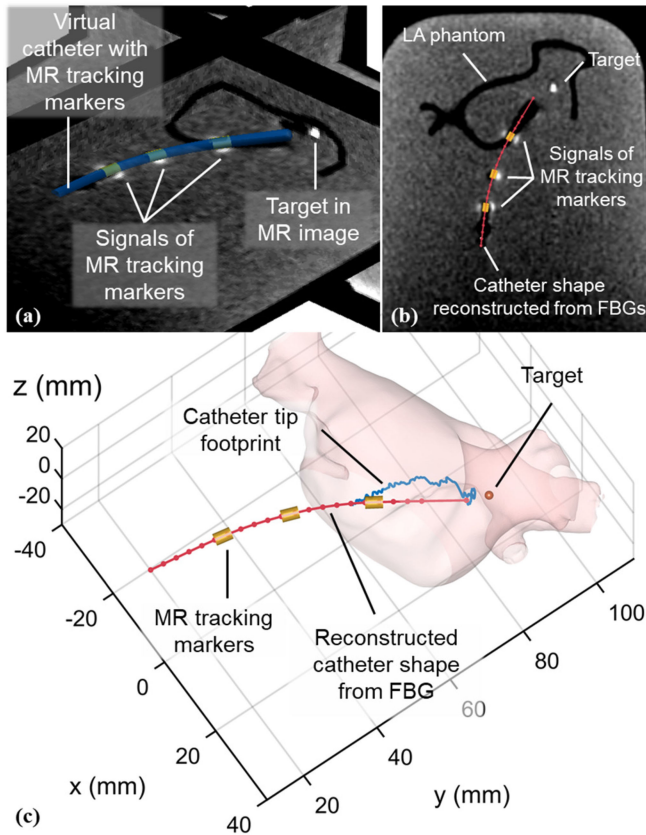 Virtual
catheter with
MR tracking
markers
Signals of
MR tracking
markers
Target in
MR image
(a)
LA phantom
Target
Signals of
MR tracking
markers
Catheter shape
reconstructed from FBGs
(b)
z (mm)
20
0
-20
-40
Catheter tip
footprint
Target
-20
0
20
40
MR tracking
markers
Reconstructed
catheter shape
from FBG
100
80
60
40
20
x (mm)
y (mm)
(c)